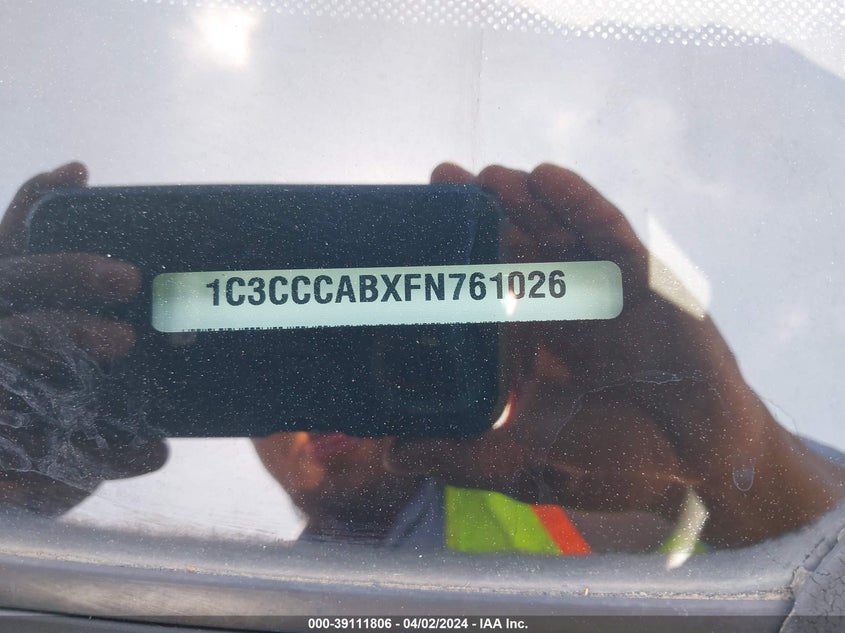 1C3CCCABXFN761026
000-39111806 - 04/02/2024 - IAA Inc.